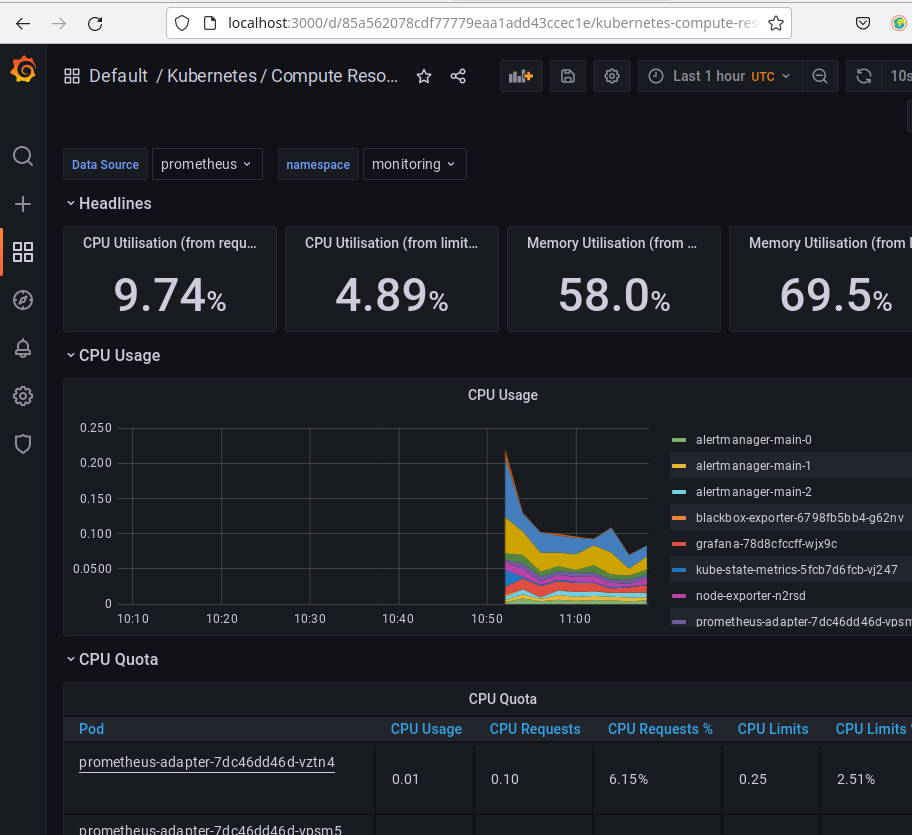 localhost:3000/d/85a562078cdf77779eaa1add43ccec1e/kubernetes-compute-res
Default / Kubernetes / Compute Reso...
Last 1 hour UTC
10s
Data Source
prometheus
namespace
monitoring
Headlines
CPU Utilisation (from requ...
CPU Utilisation (from limit...
Memory Utilisation (from ...
Memory Utilisation (from l
9.74%
4.89%
58.0%
69.5%
CPU Usage
CPU Usage
0.250
0.200
0.150
0.100
0.0500
0
10:10
10:20
10:30
10:40
10:50
11:00
alertmanager-main-0
alertmanager-main-1
alertmanager-main-2
blackbox-exporter-6798fb5bb4-g62nv
grafana-78d8cfccff-wjx9c
kube-state-metrics-5fcb7d6fcb-vj247
node-exporter-n2rsd
prometheus-adapter-7dc46dd46d-vpsm
CPU Quota
CPU Quota
Pod
CPU Usage
CPU Requests
CPU Requests %
CPU Limits
CPU Limits %
prometheus-adapter-7dc46dd46d-vztn4
0.01
0.10
6.15%
0.25
2.51%
prometheus-adapter-7dc46dd46d-vpsm5